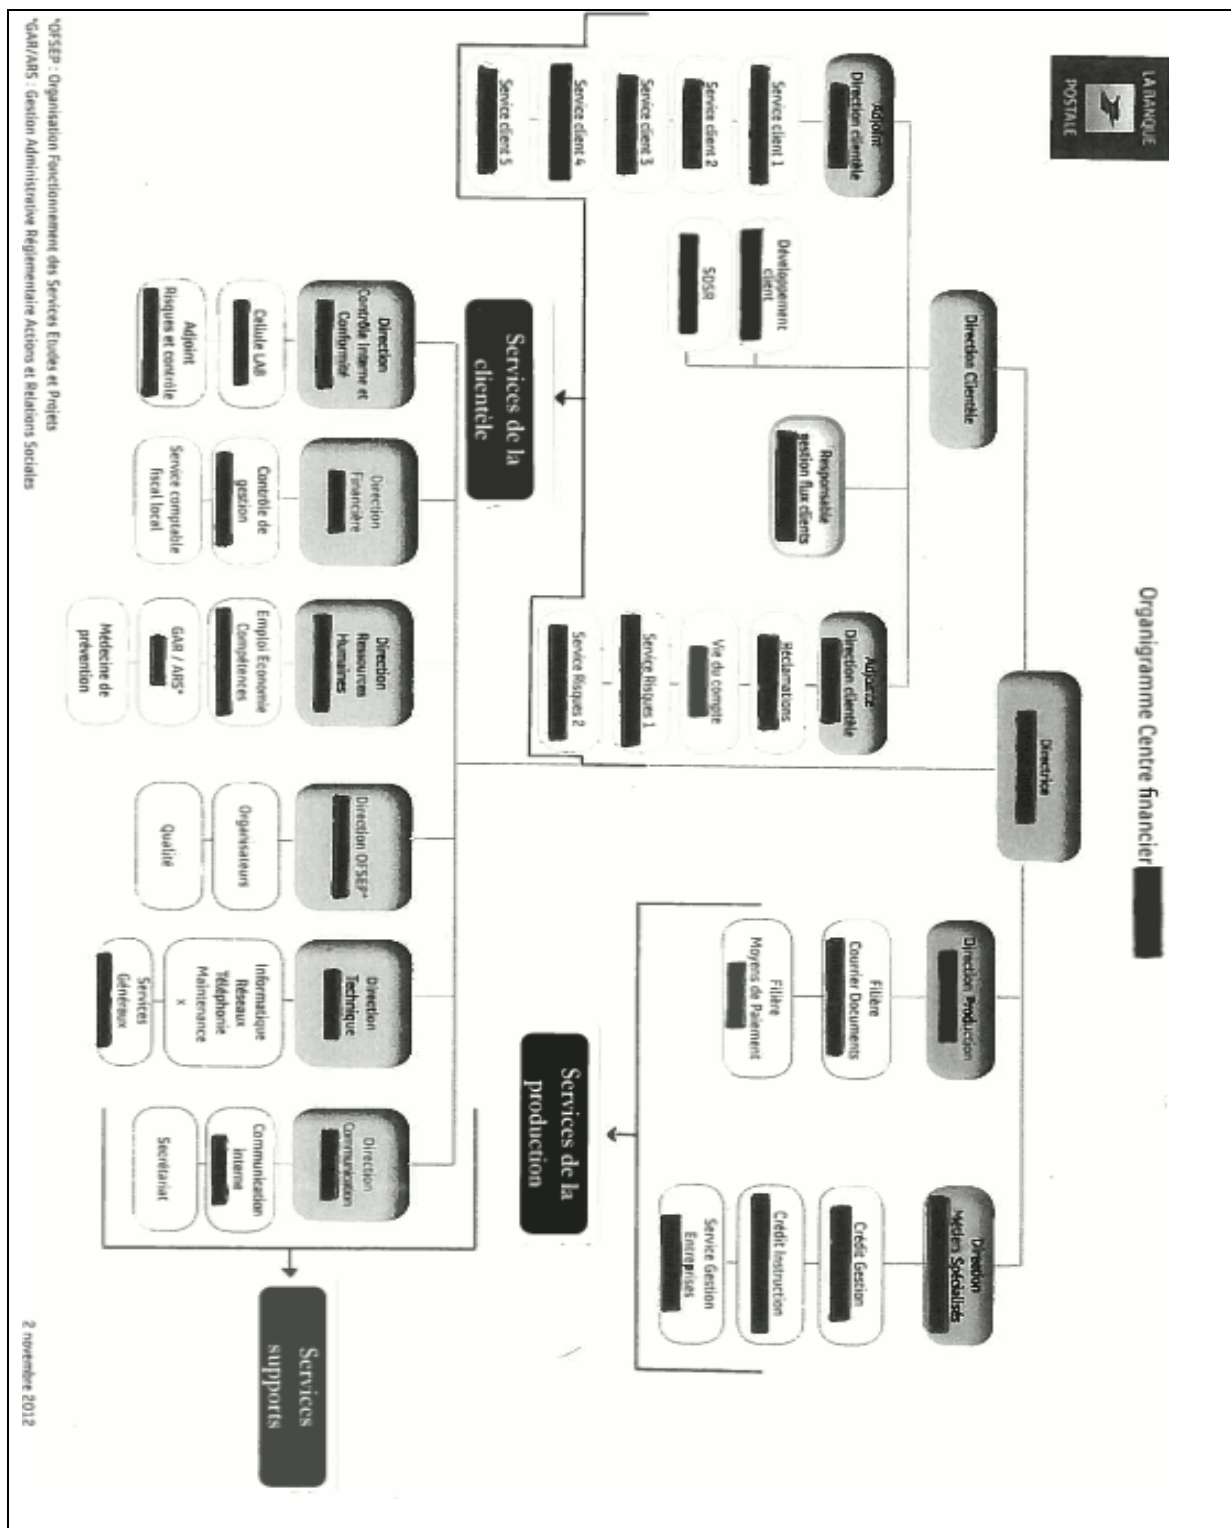 LA BANQUE
POSTALE
Organigramme Centre financier
Directrice
Direction Clientèle
Direction Production
Direction
Métiers Spécialisés
Adjoint
Direction clientèle
Service client 1
Service client 2
Service client 3
Service client 4
Service client 5
Développement
client
SDSR
Responsable
gestion flux clients
Adjointe
Direction clientèle
Réclamations
Vie du compte
Service Risques 1
Service Risques 2
Filière
Courrier Documents
Filière
Moyens de Paiement
Crédit Gestion
Crédit Instruction
Service Gestion
Entreprises
Services de la
clientèle
Services de la
production
Direction
Contrôle Interne et
Conformité
Cellule LAB
Adjoint
Risques et contrôle
Direction
Financière
Contrôle de
gestion
Service comptable
fiscal local
Direction
Ressources
Humaines
Emploi Economie
Compétences
GAR / ARS*
Médecine de
prévention
Direction OFSEP*
Organisateurs
Qualité
Direction
Technique
Informatique
Réseaux
Téléphonie
Maintenance
x
Services
Généraux
Direction
Communication
Communication
interne
Secrétariat
Services
supports
*OFSEP : Organisation Fonctionnement des Services Etudes et Projets
*GAR/ARS : Gestion Administrative Réglementaire Actions et Relations Sociales
2 novembre 2012